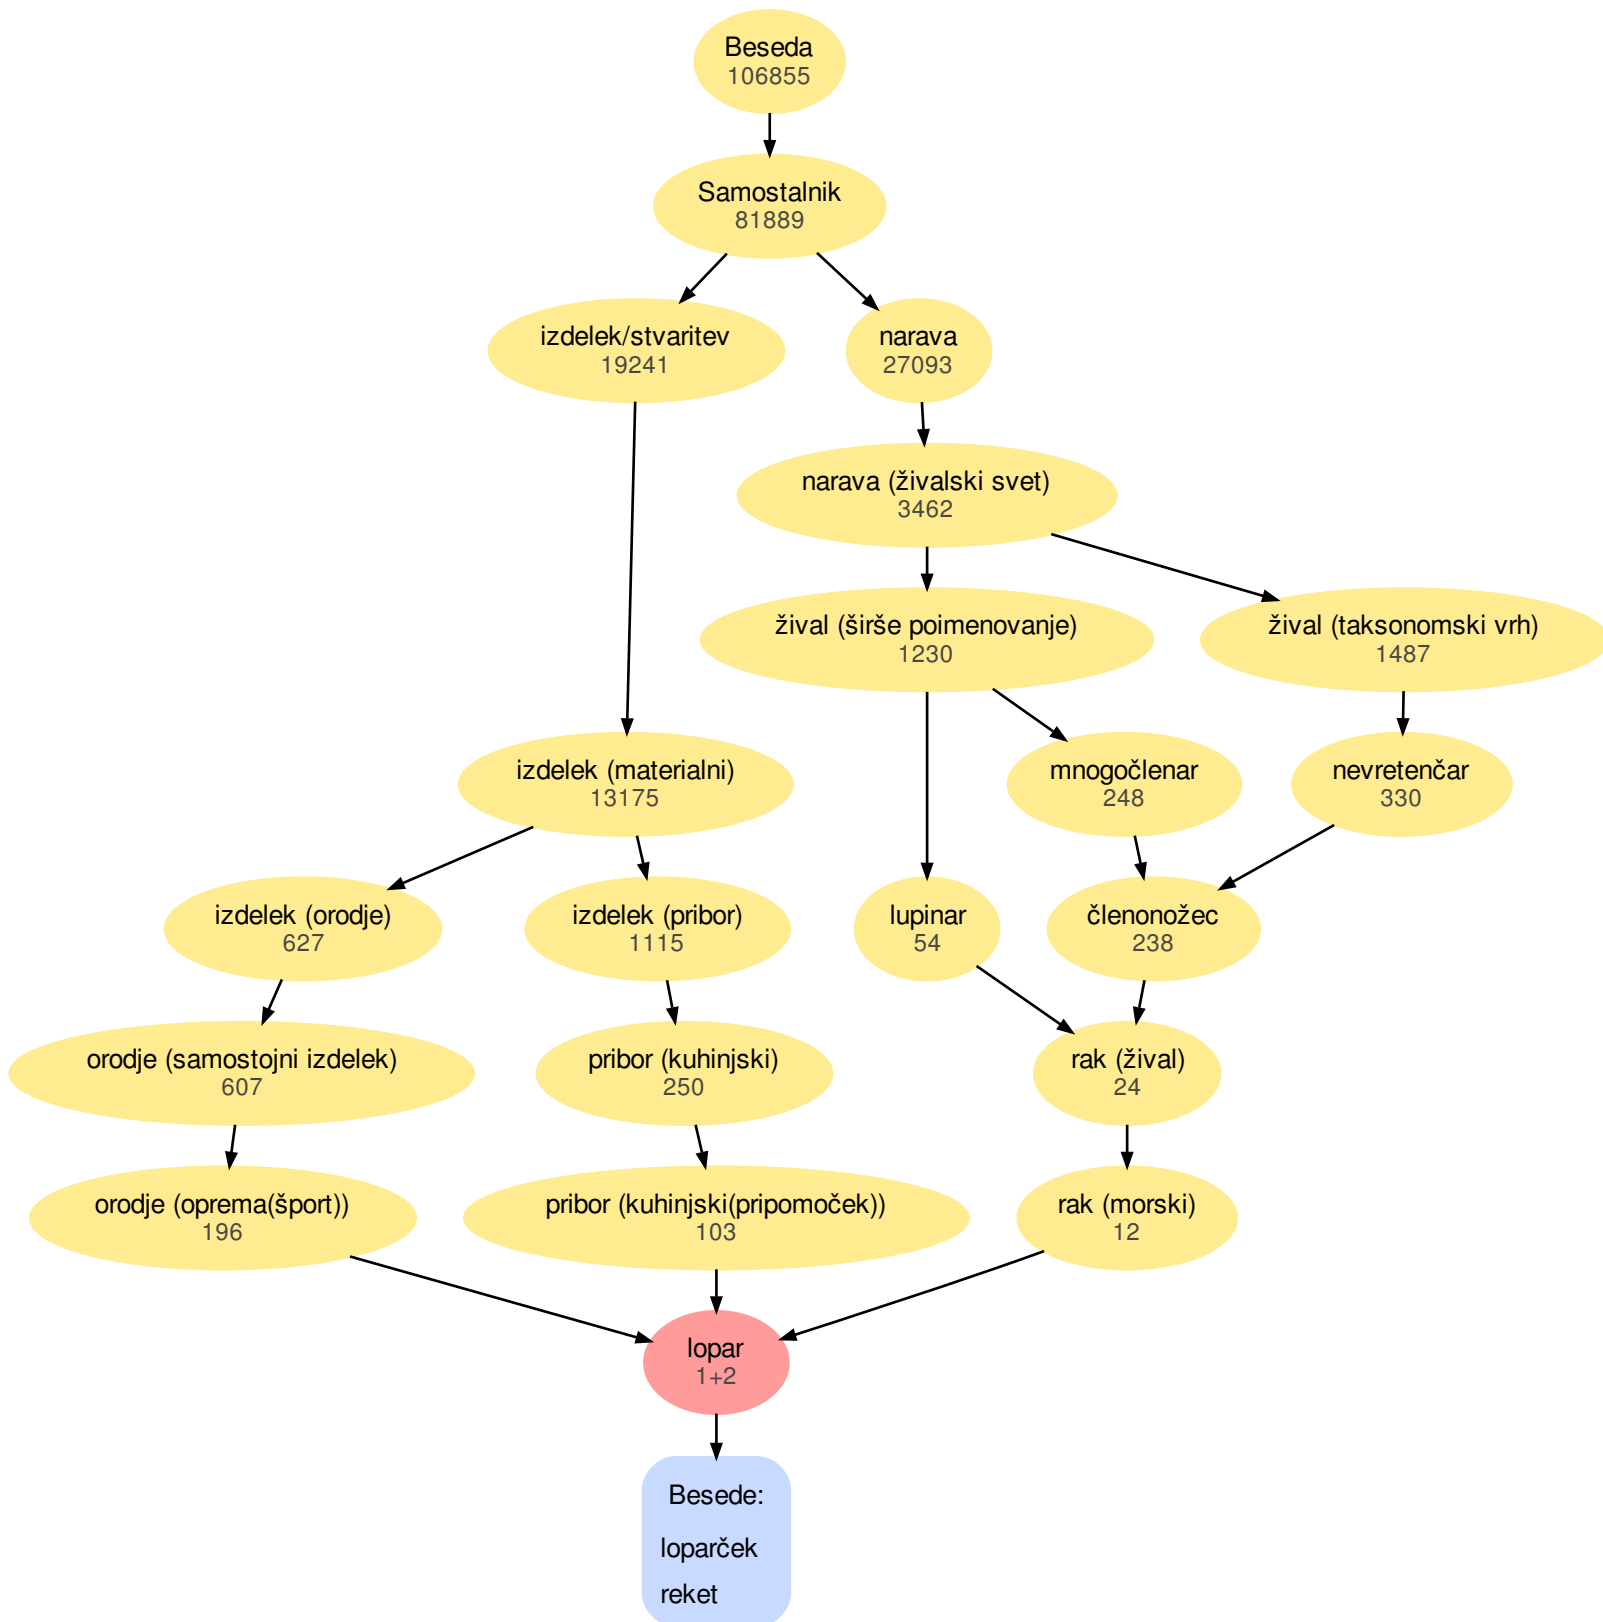 Beseda
106855
Samostalnik
81889
izdelek/stvaritev
19241
narava
27093
narava (živalski svet)
3462
žival (širše poimenovanje)
1230
žival (taksonomski vrh)
1487
izdelek (materialni)
13175
mnogočlenar
248
nevretenčar
330
izdelek (orodje)
627
izdelek (pribor)
1115
lupinar
54
členonožec
238
orodje (samostojni izdelek)
607
pribor (kuhinjski)
250
rak (žival)
24
orodje (oprema(šport))
196
pribor (kuhinjski(pripomoček))
103
rak (morski)
12
lopar
1+2
Besede:
loparček
reket